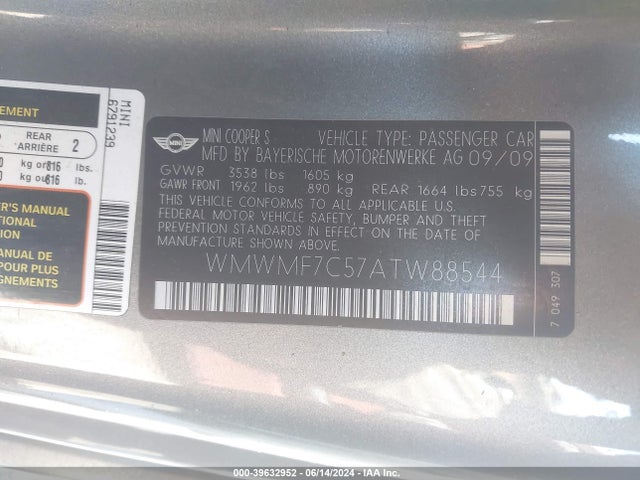 EMENT
REAR
ARRIÈRE 2
kg or 816 lb.
kg ou 816 lb.
R'S MANUAL
TIONAL
TION
MANUAL DE
O POUR
GNEMENTS
MINI
6791239
MINI
MINI COOPER S VEHICLE TYPE: PASSENGER CAR
MFD BY BAYERISCHE MOTORENWERKE AG 09/09
GVWR 3538 lbs 1605 kg
GAWR FRONT 1962 lbs 890 kg REAR 1664 lbs 755 kg
THIS VEHICLE CONFORMS TO ALL APPLICABLE U.S.
FEDERAL MOTOR VEHICLE SAFETY, BUMPER AND THEFT
PREVENTION STANDARDS IN EFFECT ON THE DATE
OF MANUFACTURE SHOWN ABOVE.
WMWMF7C57ATW88544
7 049 307
000-39632952 - 06/14/2024 - IAA Inc.